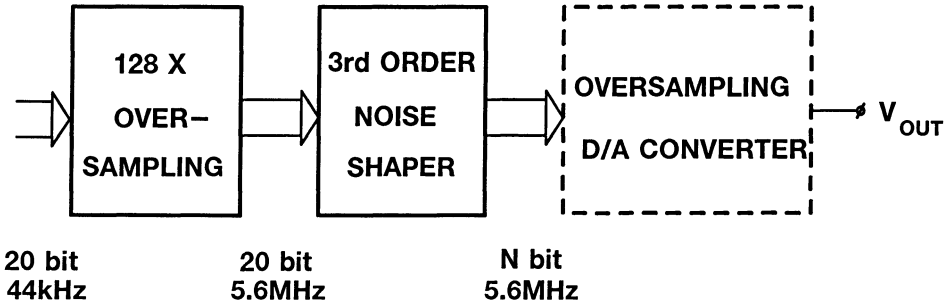 128 X
OVER–
SAMPLING
3rd ORDER
NOISE
SHAPER
OVERSAMPLING
D/A CONVERTER
V OUT
20 bit
44kHz
20 bit
5.6MHz
N bit
5.6MHz